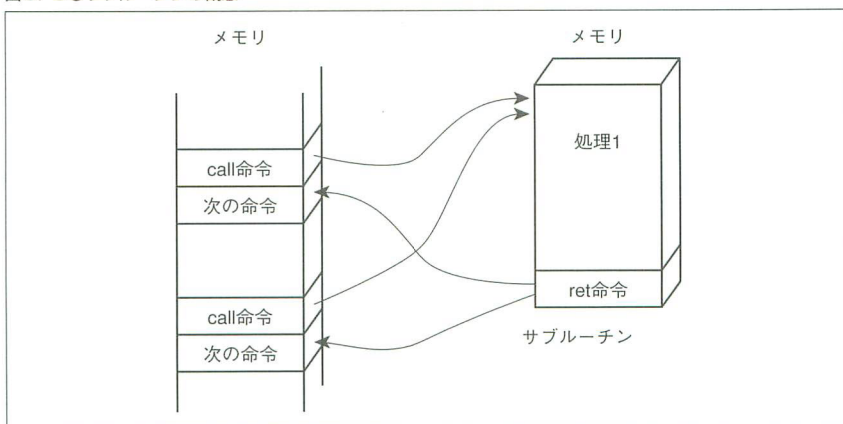 メモリ
call命令
次の命令
call命令
次の命令
メモリ
処理1
ret命令
サブルーチン